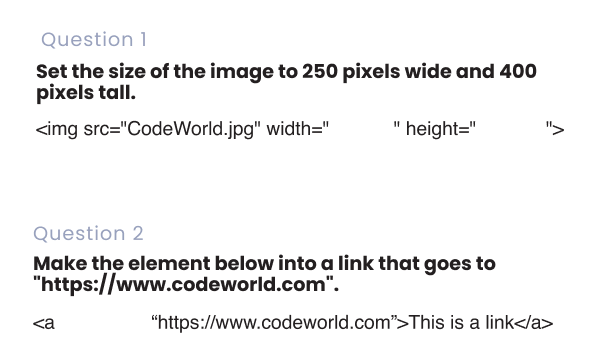 Question 1
Set the size of the image to 250 pixels wide and 400
pixels tall.
<img src="CodeWorld.jpg" width=" " height=" ">
Question 2
Make the element below into a link that goes to
"https://www.codeworld.com".
<a “https://www.codeworld.com”>This is a link</a>